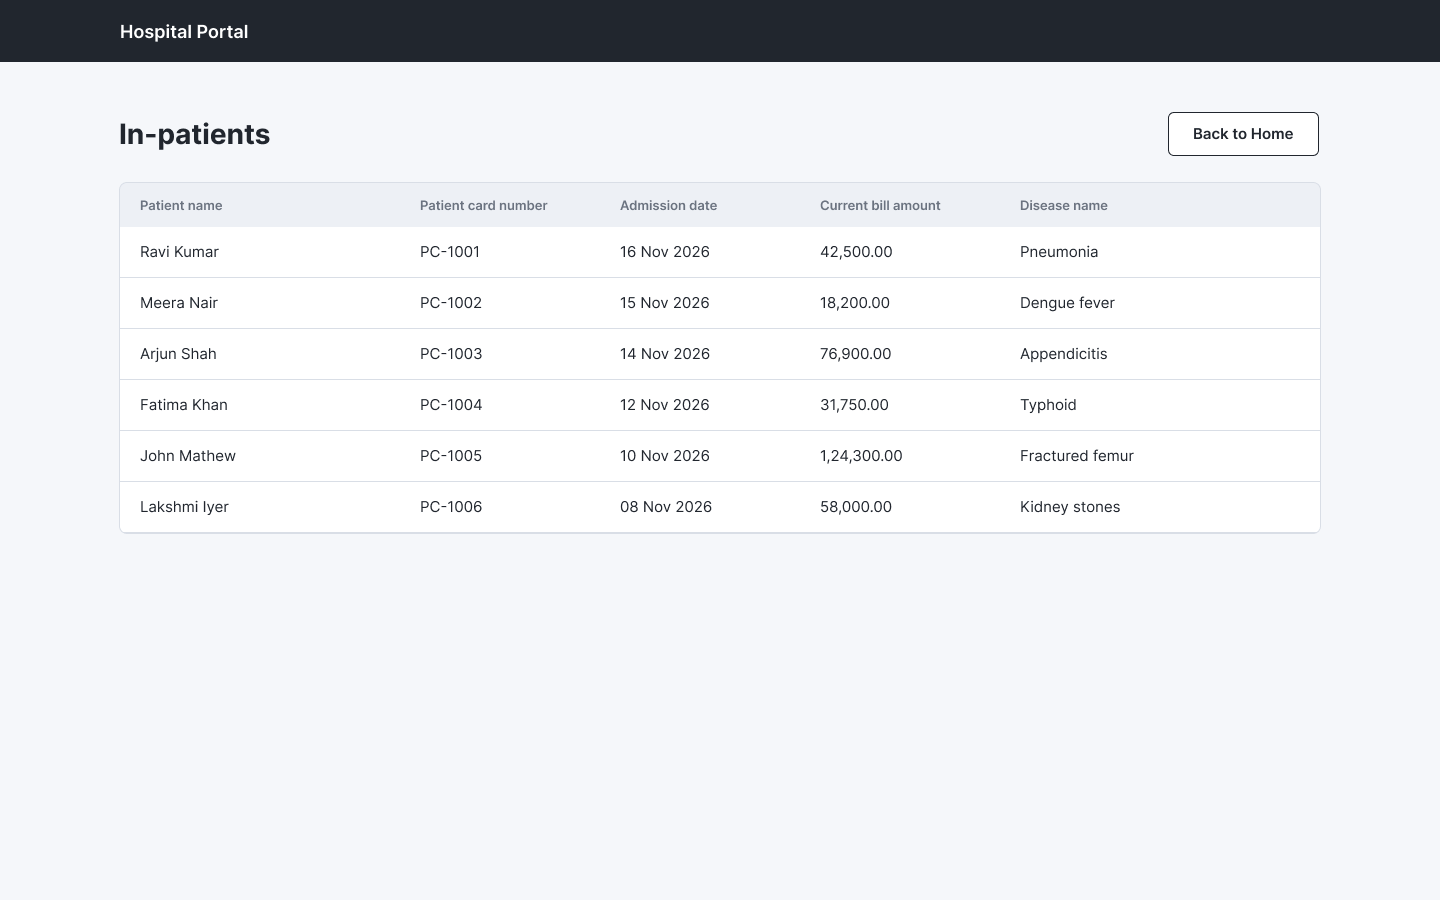 Hospital Portal
In-patients
Back to Home
Patient name Patient card number Admission date Current bill amount Disease name
Ravi Kumar PC-1001 16 Nov 2026 42,500.00 Pneumonia
Meera Nair PC-1002 15 Nov 2026 18,200.00 Dengue fever
Arjun Shah PC-1003 14 Nov 2026 76,900.00 Appendicitis
Fatima Khan PC-1004 12 Nov 2026 31,750.00 Typhoid
John Mathew PC-1005 10 Nov 2026 1,24,300.00 Fractured femur
Lakshmi Iyer PC-1006 08 Nov 2026 58,000.00 Kidney stones